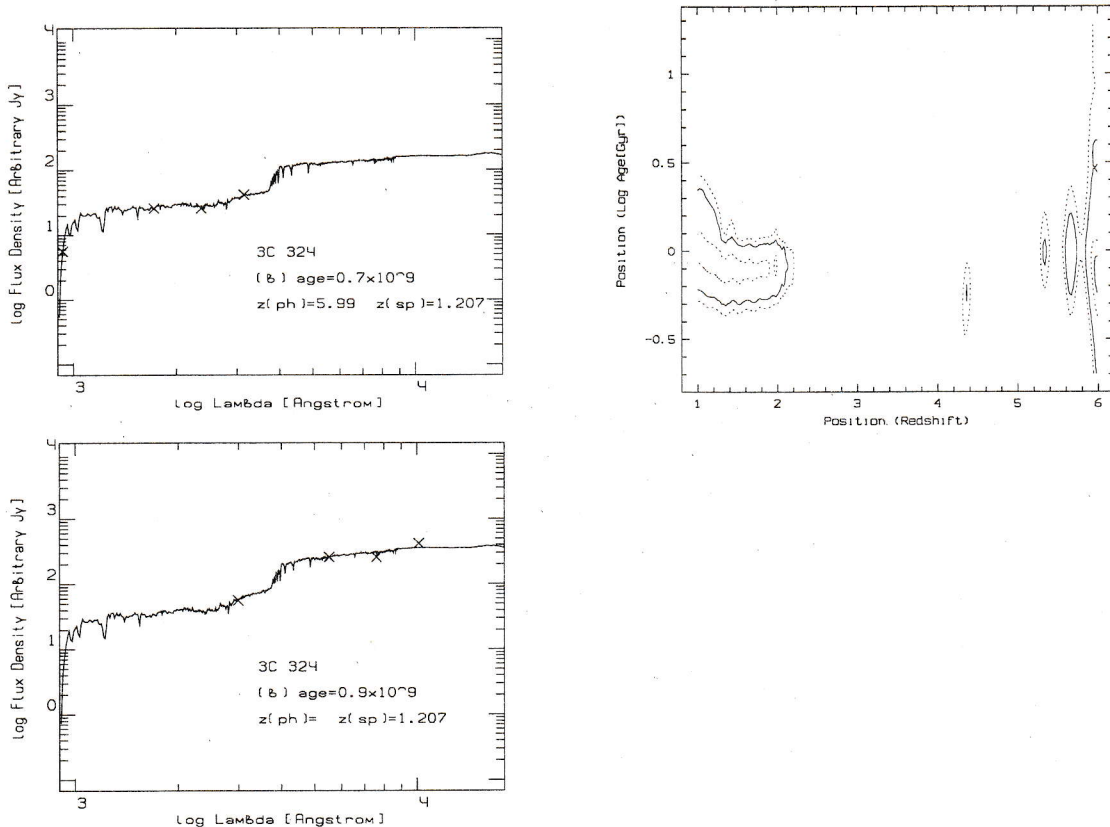 4
3
2
1
0
log Flux Density [Arbitrary Jy]
3C 324
(B) age=0.7x10^9
z(ph)=5.99 z(sp)=1.207
3 4
log Lambda [Angstrom]
1
0.5
0
-0.5
Position (Log Age[Gyr])
1 2 3 4 5 6
Position (Redshift)
4
3
2
1
0
log Flux Density [Arbitrary Jy]
3C 324
(B) age=0.9x10^9
z(ph)= z(sp)=1.207
3 4
log Lambda [Angstrom]